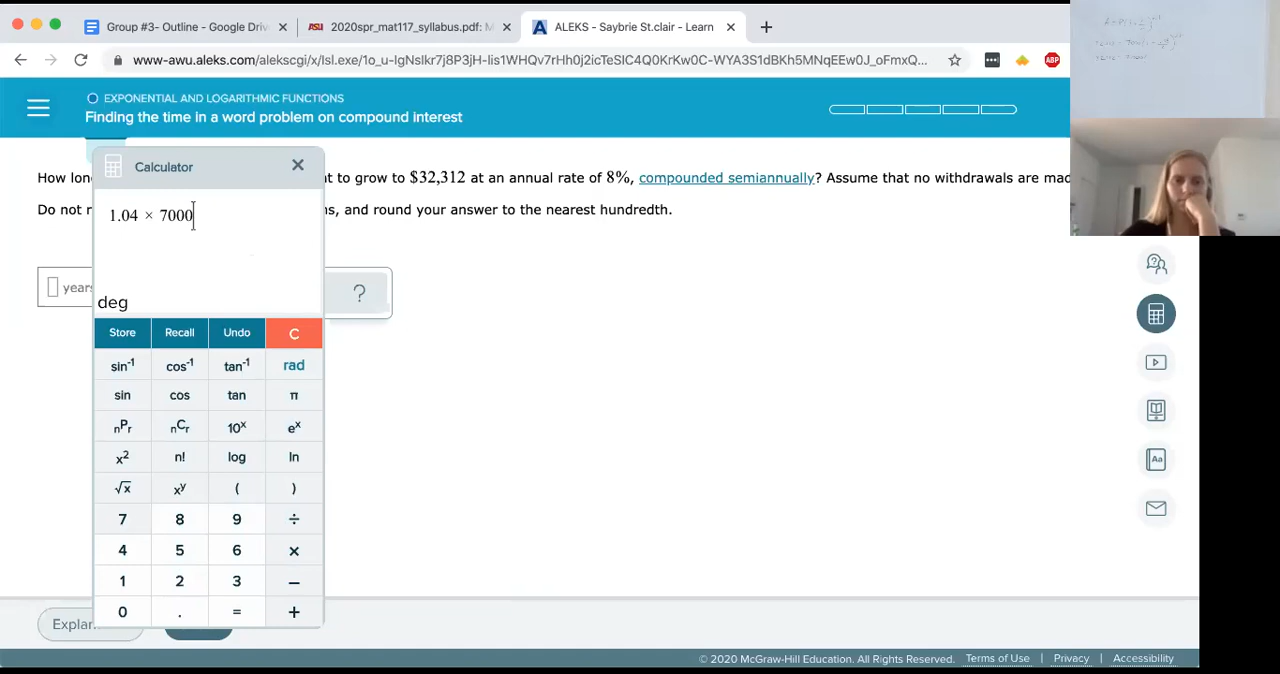 Group #3- Outline - Google Driv
2020spr_mat117_syllabus.pdf: M
ALEKS - Saybrie St.clair - Learn
www-awu.aleks.com/alekscgi/x/Isl.exe/1o_u-IgNsIkr7j8P3jH-Iis1WHQv7rHh0j2icTeSIC4Q0KrKw0C-WYA3S1dBKh5MNqEEw0J_oFmxQ...
ABP
EXPONENTIAL AND LOGARITHMIC FUNCTIONS
Finding the time in a word problem on compound interest
How lon
t to grow to $32,312 at an annual rate of 8%, compounded semiannually? Assume that no withdrawals are mad
Do not r
ns, and round your answer to the nearest hundredth.
years
?
Calculator
1.04 × 7000
deg
Store Recall Undo C
sin-1 cos-1 tan-1 rad
sin cos tan π
nPr nCr 10x ex
x2 n! log ln
√x xy ( )
7 8 9 ÷
4 5 6 ×
1 2 3 −
0 . = +
Explan
Aa
© 2020 McGraw-Hill Education. All Rights Reserved. Terms of Use | Privacy | Accessibility